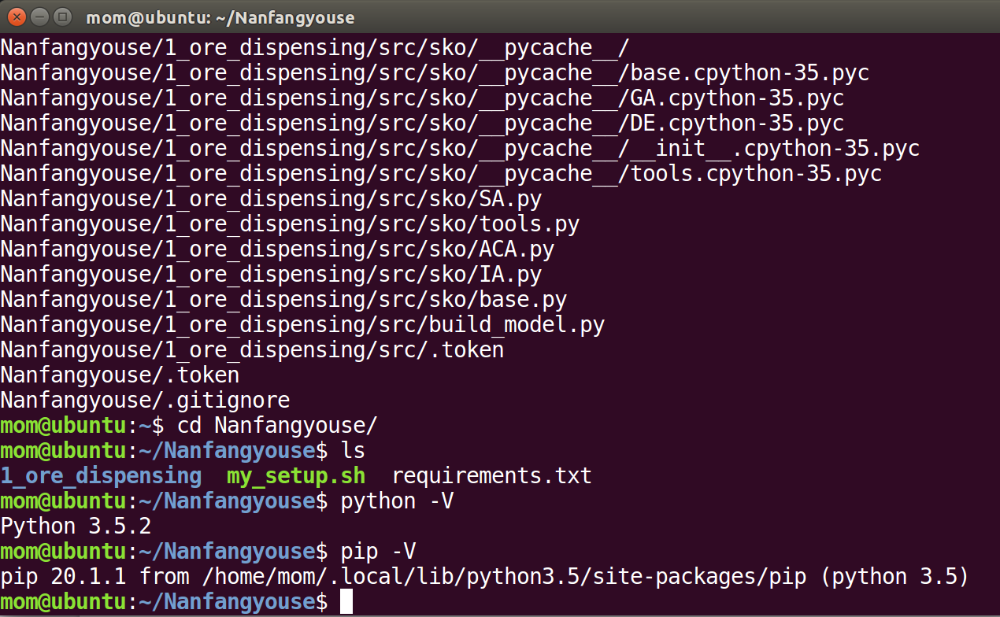 mom@ubuntu: ~/Nanfangyouse
Nanfangyouse/1_ore_dispensing/src/sko/__pycache__/
Nanfangyouse/1_ore_dispensing/src/sko/__pycache__/base.cpython-35.pyc
Nanfangyouse/1_ore_dispensing/src/sko/__pycache__/GA.cpython-35.pyc
Nanfangyouse/1_ore_dispensing/src/sko/__pycache__/DE.cpython-35.pyc
Nanfangyouse/1_ore_dispensing/src/sko/__pycache__/__init__.cpython-35.pyc
Nanfangyouse/1_ore_dispensing/src/sko/__pycache__/tools.cpython-35.pyc
Nanfangyouse/1_ore_dispensing/src/sko/SA.py
Nanfangyouse/1_ore_dispensing/src/sko/tools.py
Nanfangyouse/1_ore_dispensing/src/sko/ACA.py
Nanfangyouse/1_ore_dispensing/src/sko/IA.py
Nanfangyouse/1_ore_dispensing/src/sko/base.py
Nanfangyouse/1_ore_dispensing/src/build_model.py
Nanfangyouse/1_ore_dispensing/src/.token
Nanfangyouse/.token
Nanfangyouse/.gitignore
mom@ubuntu:~$ cd Nanfangyouse/
mom@ubuntu:~/Nanfangyouse$ ls
1_ore_dispensing  my_setup.sh  requirements.txt
mom@ubuntu:~/Nanfangyouse$ python -V
Python 3.5.2
mom@ubuntu:~/Nanfangyouse$ pip -V
pip 20.1.1 from /home/mom/.local/lib/python3.5/site-packages/pip (python 3.5)
mom@ubuntu:~/Nanfangyouse$